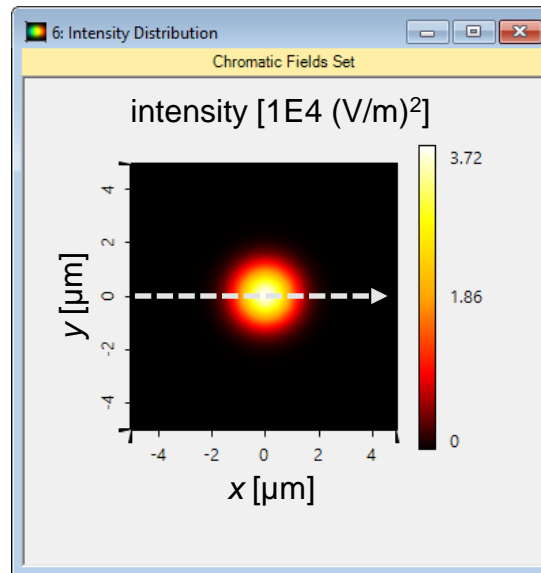 6: Intensity Distribution
Chromatic Fields Set
intensity [1E4 (V/m)²]
3.72
1.86
0
y [µm]
4
2
0
-2
-4
-4 -2 0 2 4
x [µm]